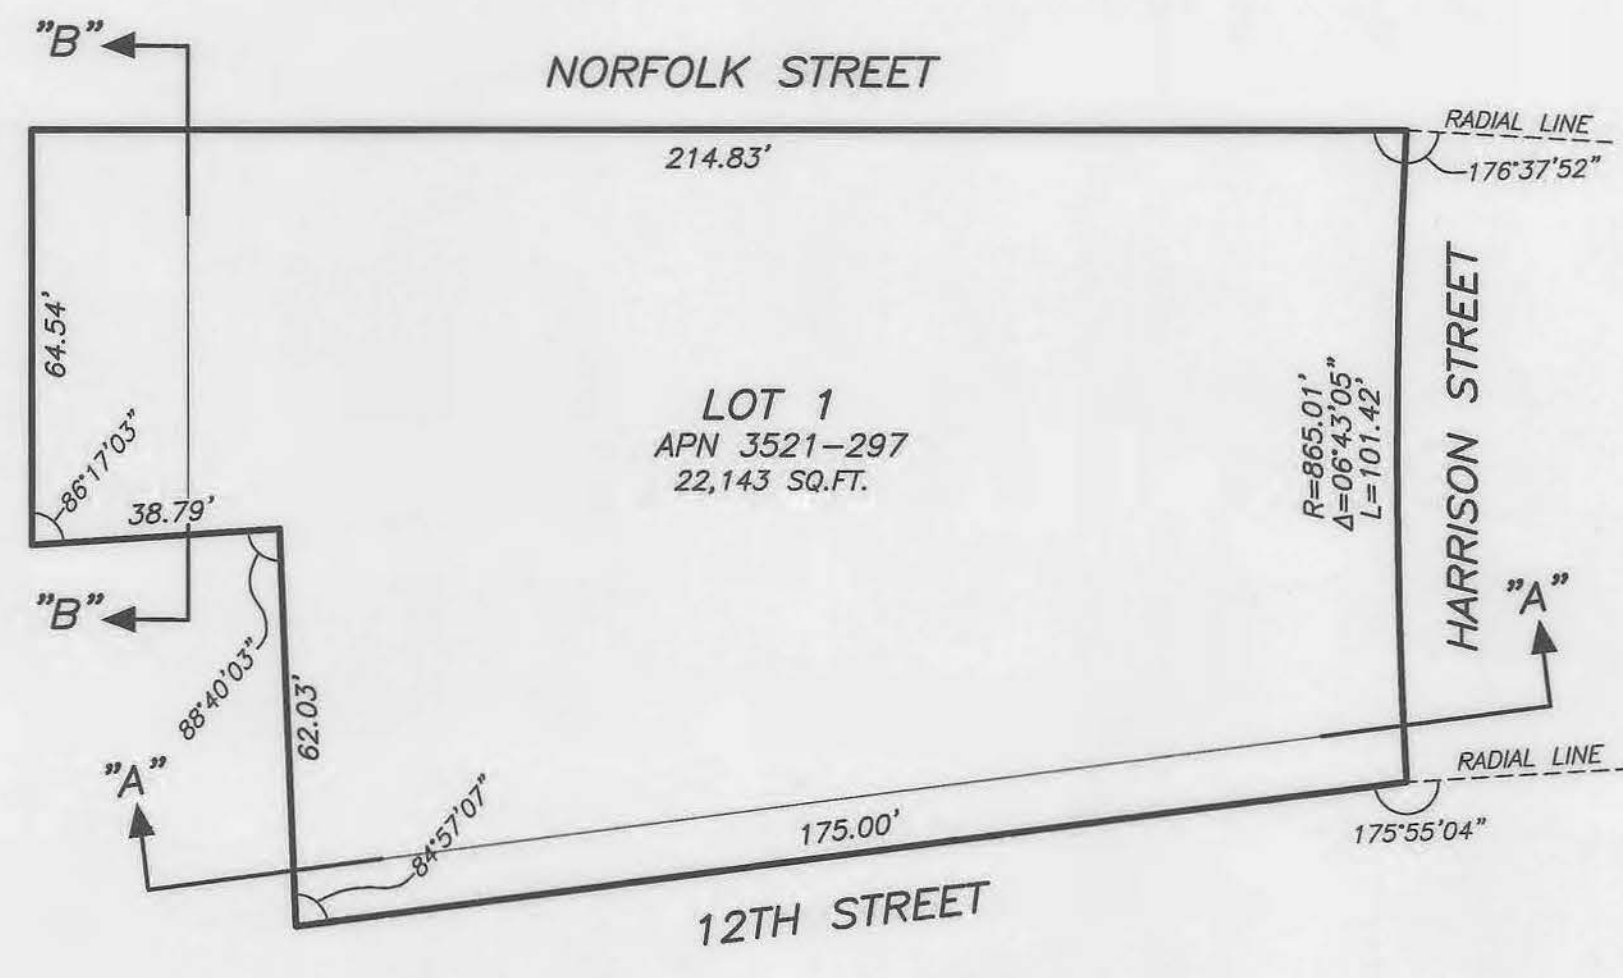 "B"
NORFOLK STREET
RADIAL LINE
214.83'
176°37'52"
64.54'
HARRISON STREET
LOT 1
APN 3521-297
22,143 SQ.FT.
R=865.01'
Δ=06°43'05"
L=101.42'
86°17'03"
38.79'
"B"
"A"
88°40'03"
62.03'
"A"
RADIAL LINE
84°57'07"
175.00'
175°55'04"
12TH STREET